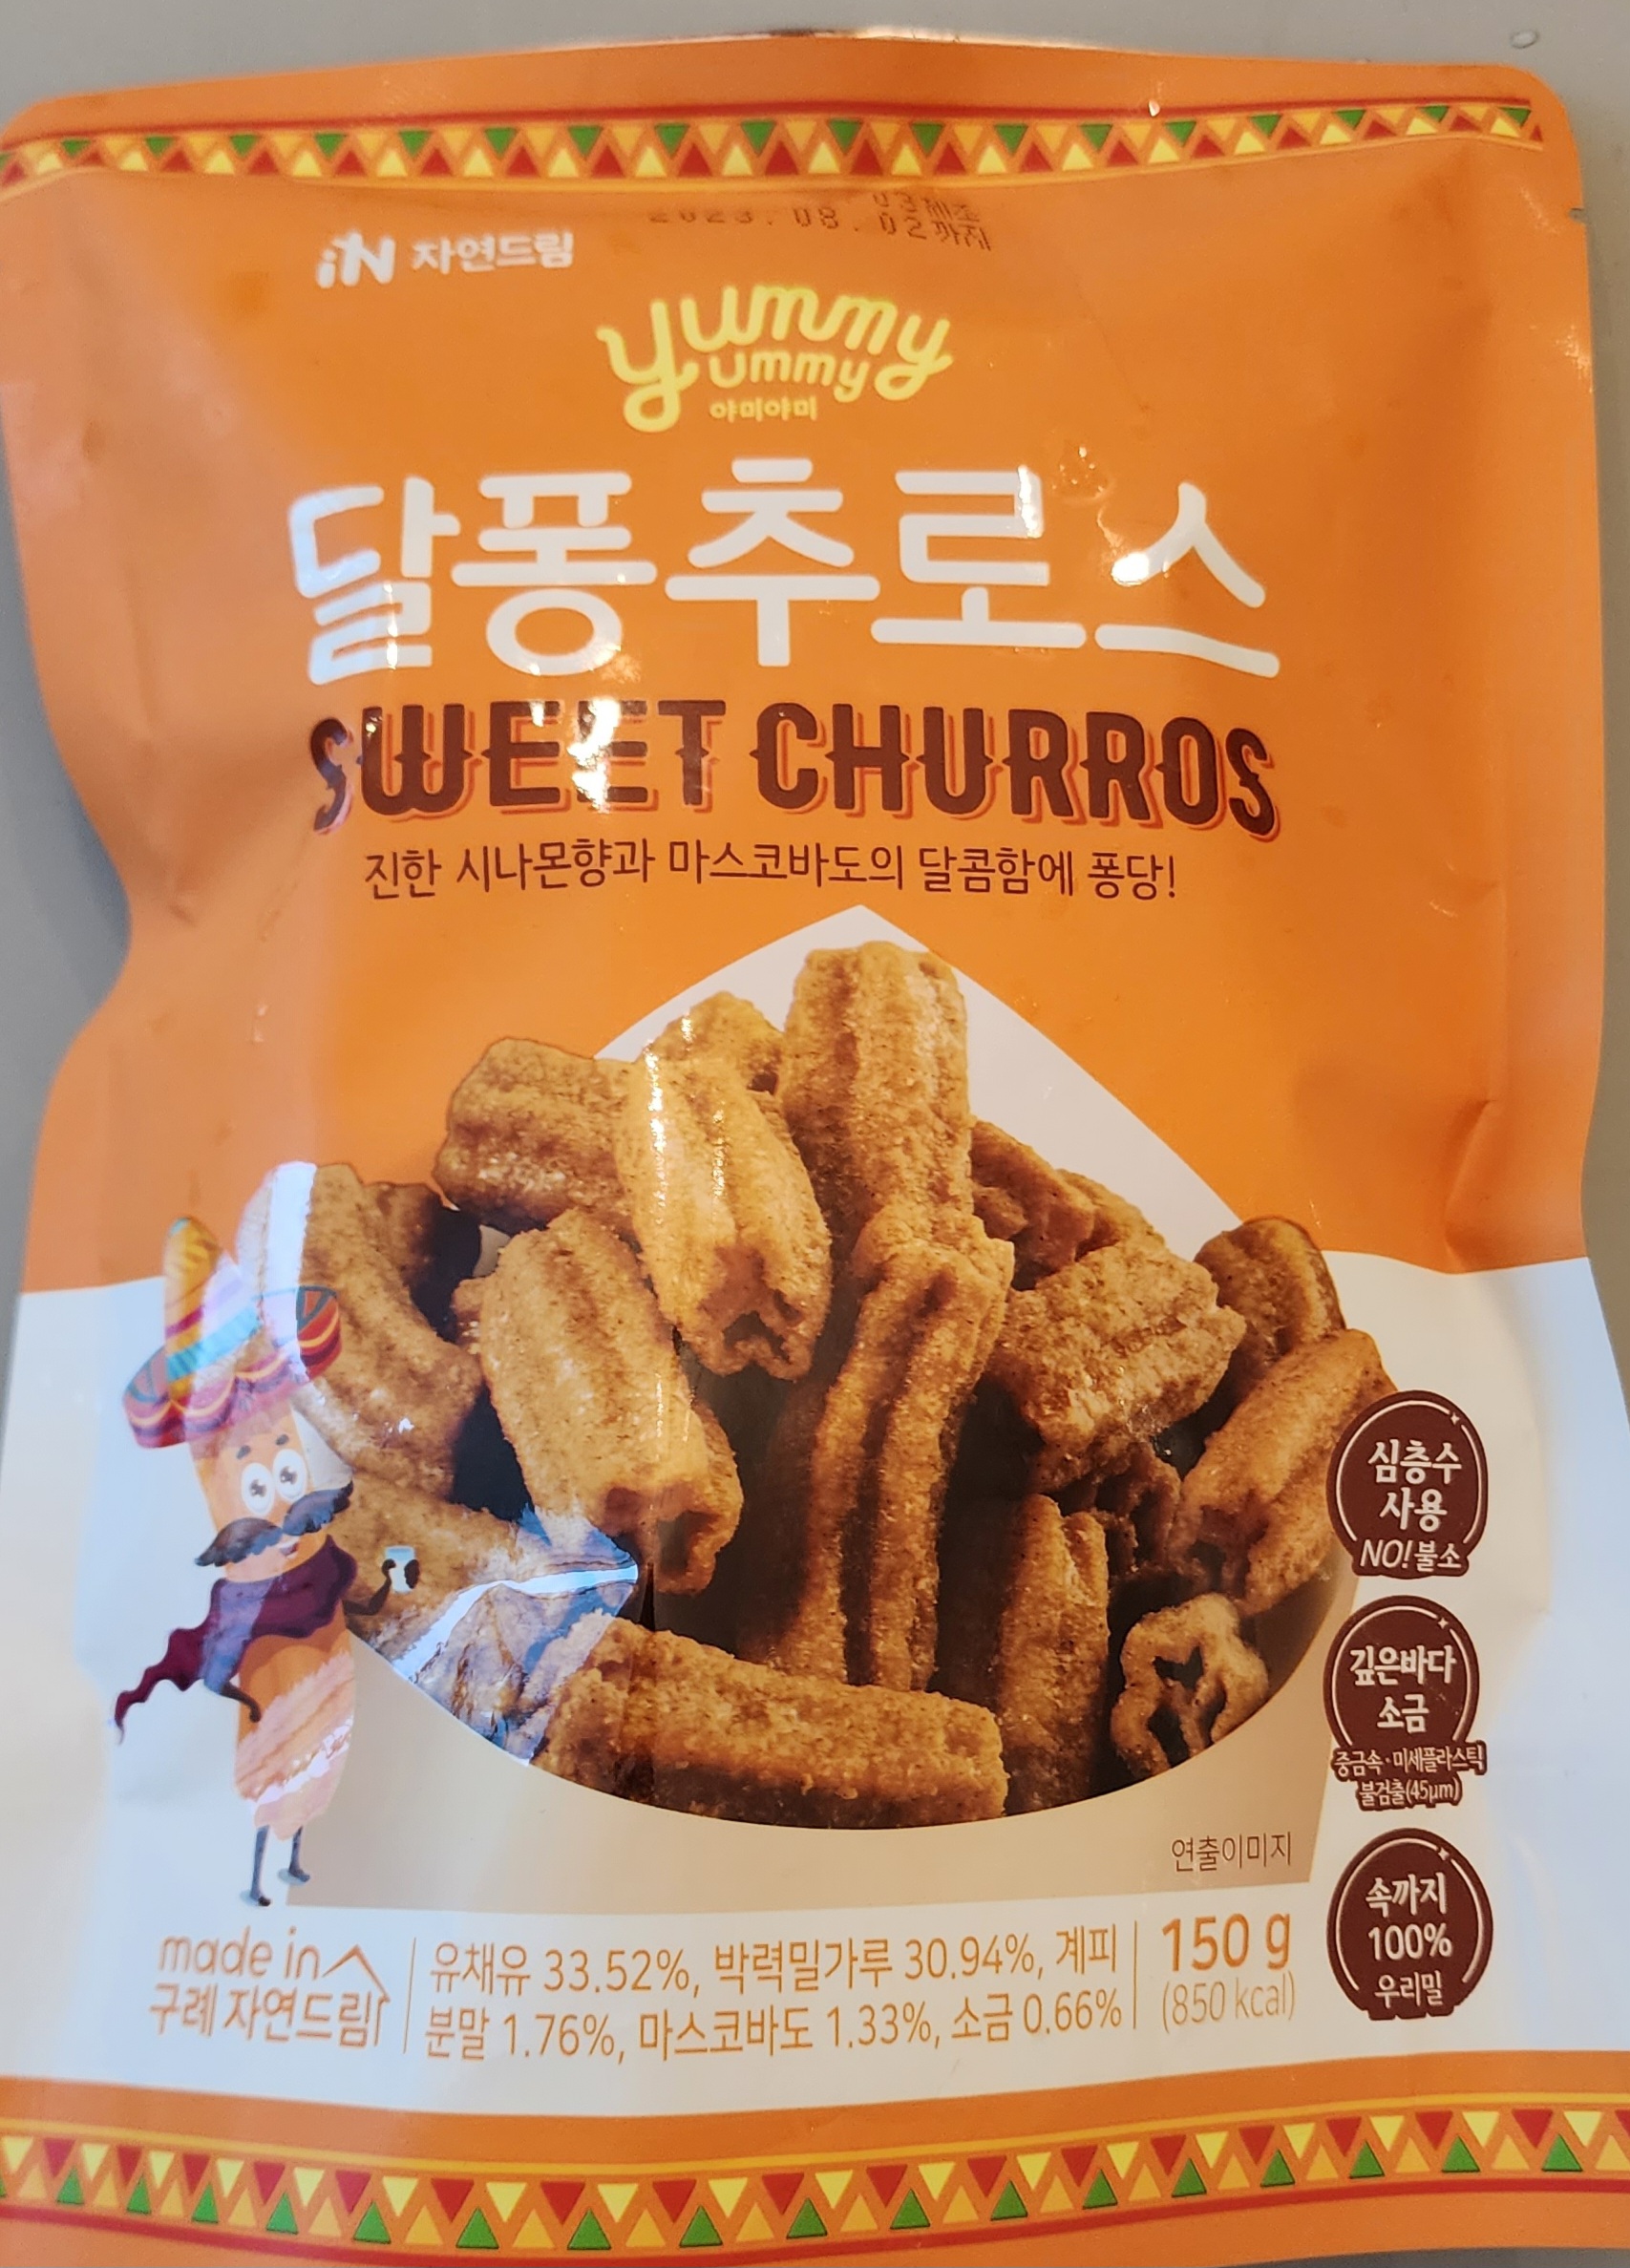 iN 자연드림
03제조
2023.08.02까지
yummy
yummy
야미야미
달퐁추로스
SWEET CHURROS
진한 시나몬향과 마스코바도의 달콤함에 퐁당!
심층수
사용
NO!불소
깊은바다
소금
중금속·미세플라스틱
불검출(45μm)
속까지
100%
우리밀
연출이미지
made in
구례 자연드림
유채유 33.52%, 박력밀가루 30.94%, 계피
분말 1.76%, 마스코바도 1.33%, 소금 0.66%
150 g
(850 kcal)